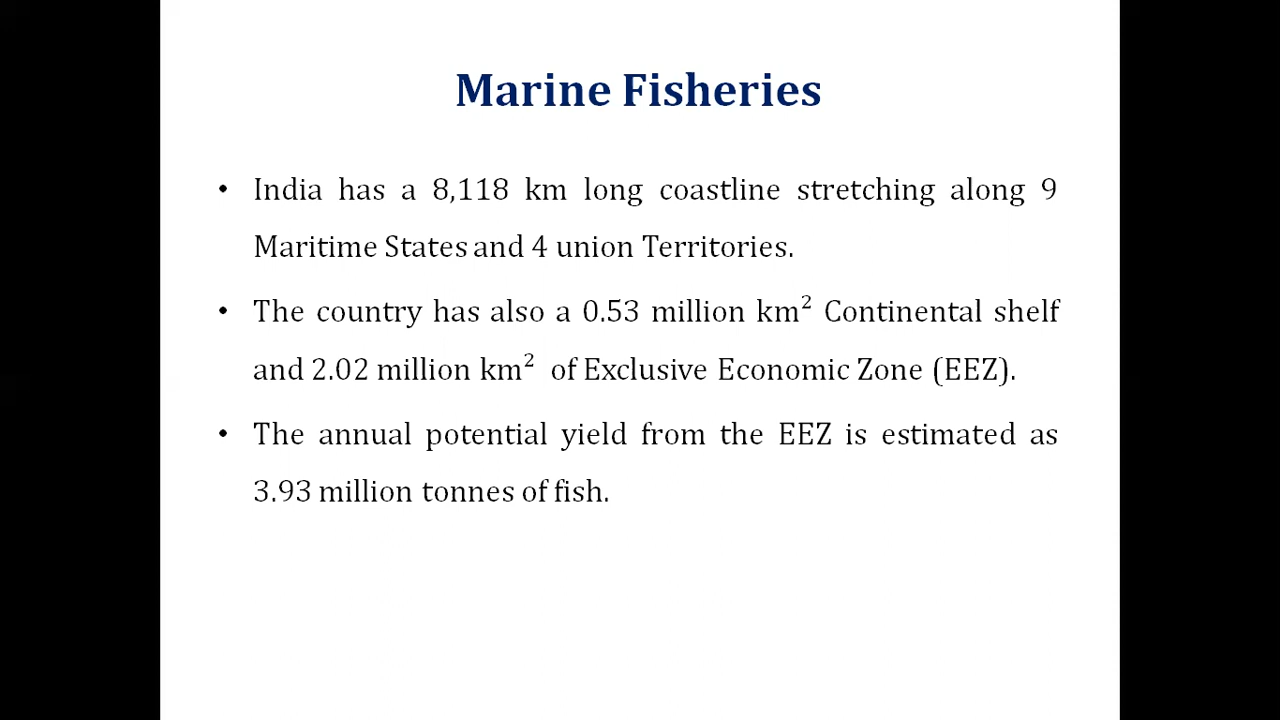 Marine Fisheries
• India has a 8,118 km long coastline stretching along 9
Maritime States and 4 union Territories.
• The country has also a 0.53 million km² Continental shelf
and 2.02 million km² of Exclusive Economic Zone (EEZ).
• The annual potential yield from the EEZ is estimated as
3.93 million tonnes of fish.